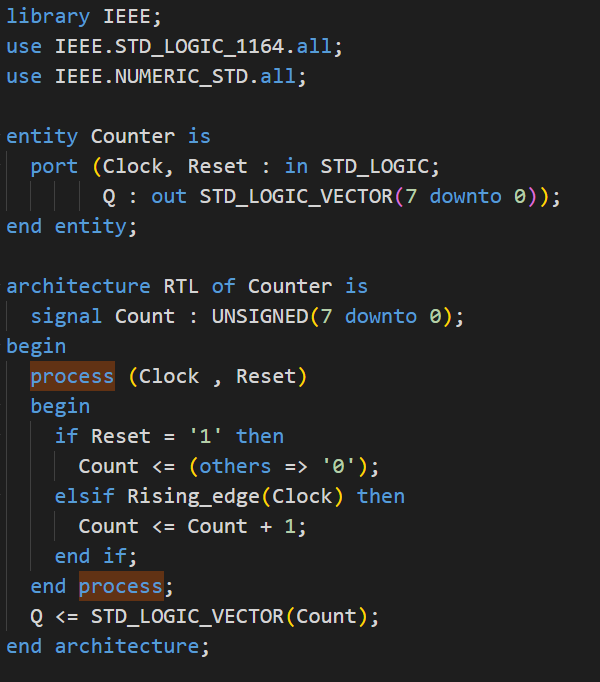 library IEEE;
use IEEE.STD_LOGIC_1164.all;
use IEEE.NUMERIC_STD.all;

entity Counter is
  port (Clock, Reset : in STD_LOGIC;
        Q : out STD_LOGIC_VECTOR(7 downto 0));
end entity;

architecture RTL of Counter is
  signal Count : UNSIGNED(7 downto 0);
begin
  process (Clock , Reset)
  begin
    if Reset = '1' then
      Count <= (others => '0');
    elsif Rising_edge(Clock) then
      Count <= Count + 1;
    end if;
  end process;
  Q <= STD_LOGIC_VECTOR(Count);
end architecture;